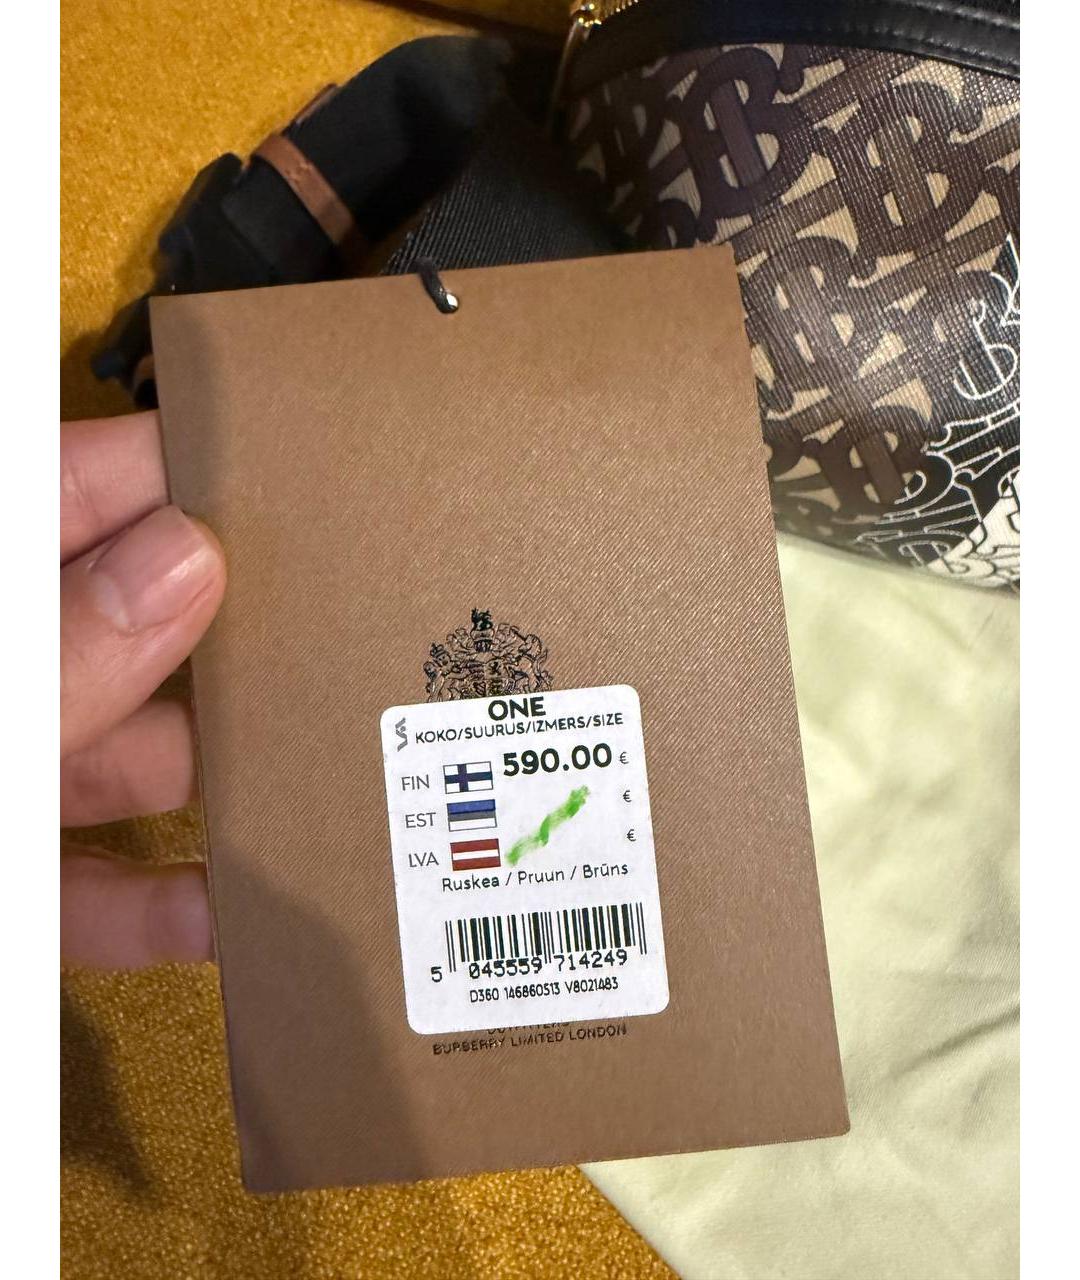 ONE
KOKO/SUURUS/IZMERS/SIZE
FIN 590.00 €
EST €
LVA €
Ruskea / Pruun / Brūns
5 045559 714249
D360 146860513 V8021483
BURBERRY LIMITED LONDON